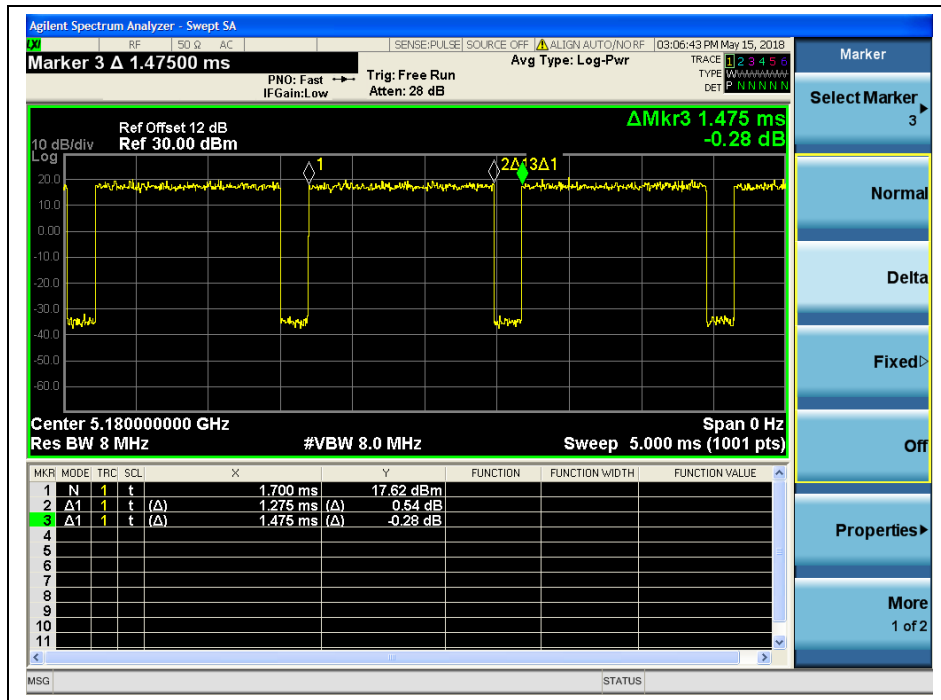 Agilent Spectrum Analyzer - Swept SA
LXI RF 50 Ω AC SENSE:PULSE SOURCE OFF ALIGN AUTO/NO RF 03:06:43 PM May 15, 2018
Marker 3 Δ 1.47500 ms
PNO: Fast
IFGain:Low
Trig: Free Run
Atten: 28 dB
Avg Type: Log-Pwr
TRACE 1 2 3 4 5 6
TYPE WWWWWWW
DET P N N N N N
ΔMkr3 1.475 ms
-0.28 dB
Ref Offset 12 dB
10 dB/div Ref 30.00 dBm
Log
1
2Δ1
3Δ1
20.0
10.0
0.00
-10.0
-20.0
-30.0
-40.0
-50.0
-60.0
Center 5.180000000 GHz Span 0 Hz
Res BW 8 MHz #VBW 8.0 MHz Sweep 5.000 ms (1001 pts)
MKR MODE TRC SCL X Y FUNCTION FUNCTION WIDTH FUNCTION VALUE
1 N 1 t 1.700 ms 17.62 dBm
2 Δ1 1 t (Δ) 1.275 ms (Δ) 0.54 dB
3 Δ1 1 t (Δ) 1.475 ms (Δ) -0.28 dB
4
5
6
7
8
9
10
11
MSG STATUS
Marker
Select Marker
3
Normal
Delta
Fixed
Off
Properties
More
1 of 2